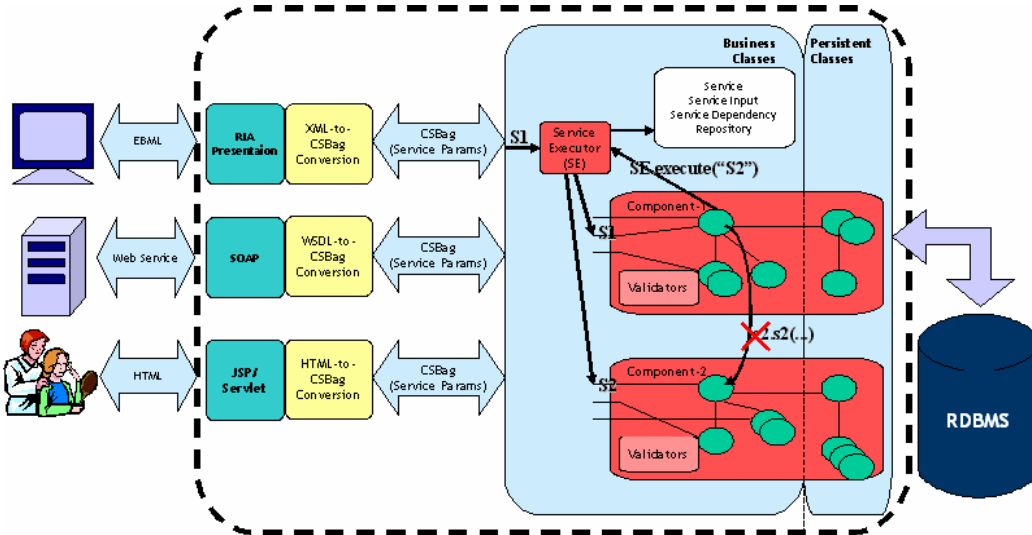 Business
Classes
Persistent
Classes
Service
Service Input
Service Dependency
Repository
EBML
RIA
Presentaion
XML-to-
CSBag
Conversion
CSBag
(Service Params)
S1
Service
Executor
(SE)
SE.execute("S2")
Component-1
S1
Validators
Web Service
SOAP
WSDL-to-
CSBag
Conversion
CSBag
(Service Params)
s2(...)
HTML
JSP/
Servlet
HTML-to-
CSBag
Conversion
CSBag
(Service Params)
Component-2
S2
Validators
RDBMS